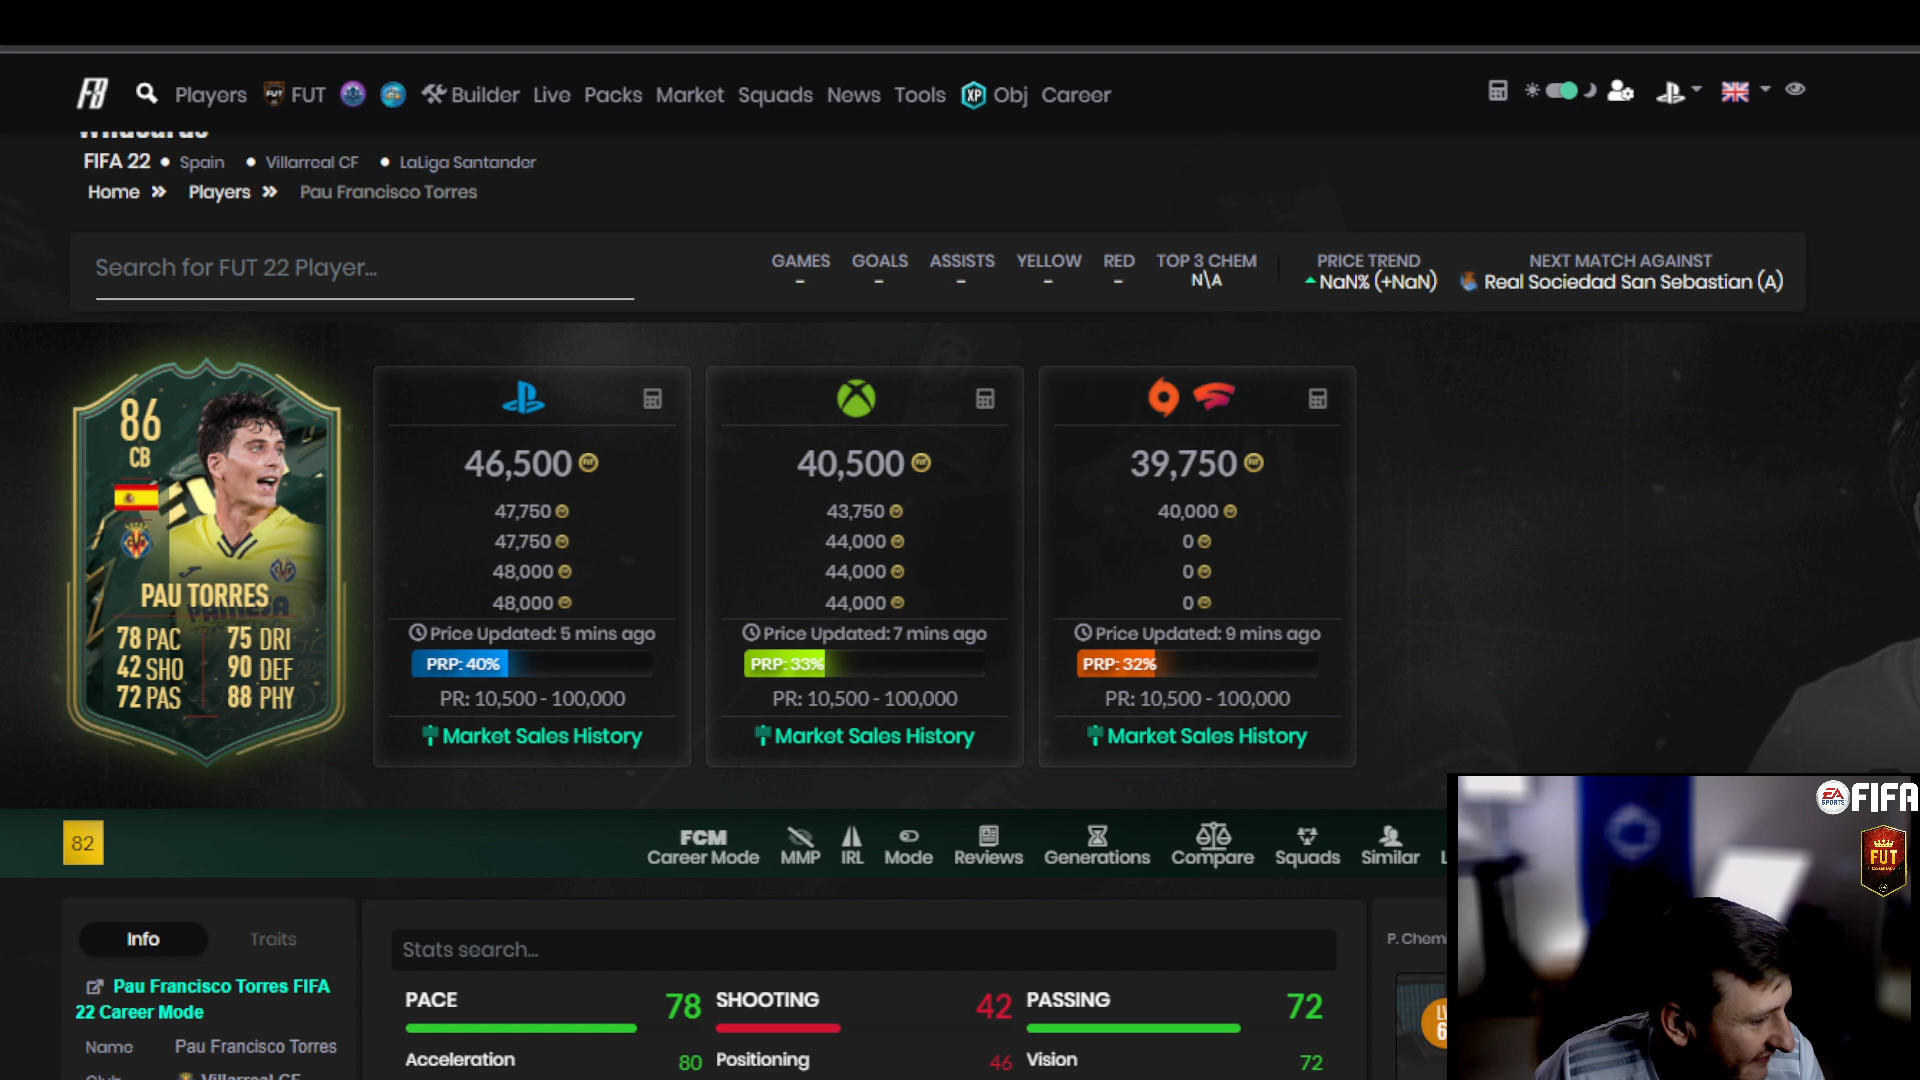 Players FUT Builder Live Packs Market Squads News Tools XP Obj Career
FIFA 22 • Spain • Villarreal CF • LaLiga Santander
Home » Players » Pau Francisco Torres
Search for FUT 22 Player...
GAMES GOALS ASSISTS YELLOW RED TOP 3 CHEM PRICE TREND NEXT MATCH AGAINST
- - - - - N\A NaN% (+NaN) Real Sociedad San Sebastian (A)
86
CB
PAU TORRES
78 PAC 75 DRI
42 SHO 90 DEF
72 PAS 88 PHY
46,500
47,750
47,750
48,000
48,000
Price Updated: 5 mins ago
PRP: 40%
PR: 10,500 - 100,000
Market Sales History
40,500
43,750
44,000
44,000
44,000
Price Updated: 7 mins ago
PRP: 33%
PR: 10,500 - 100,000
Market Sales History
39,750
40,000
0
0
0
Price Updated: 9 mins ago
PRP: 32%
PR: 10,500 - 100,000
Market Sales History
82
FCM
Career Mode MMP IRL Mode Reviews Generations Compare Squads Similar L
Info Traits
Pau Francisco Torres FIFA
22 Career Mode
Name Pau Francisco Torres
Villarreal CF
Stats search...
PACE 78 SHOOTING 42 PASSING 72
Acceleration 80 Positioning 46 Vision 72
P. Chemi
EA SPORTS FIFA
FUT